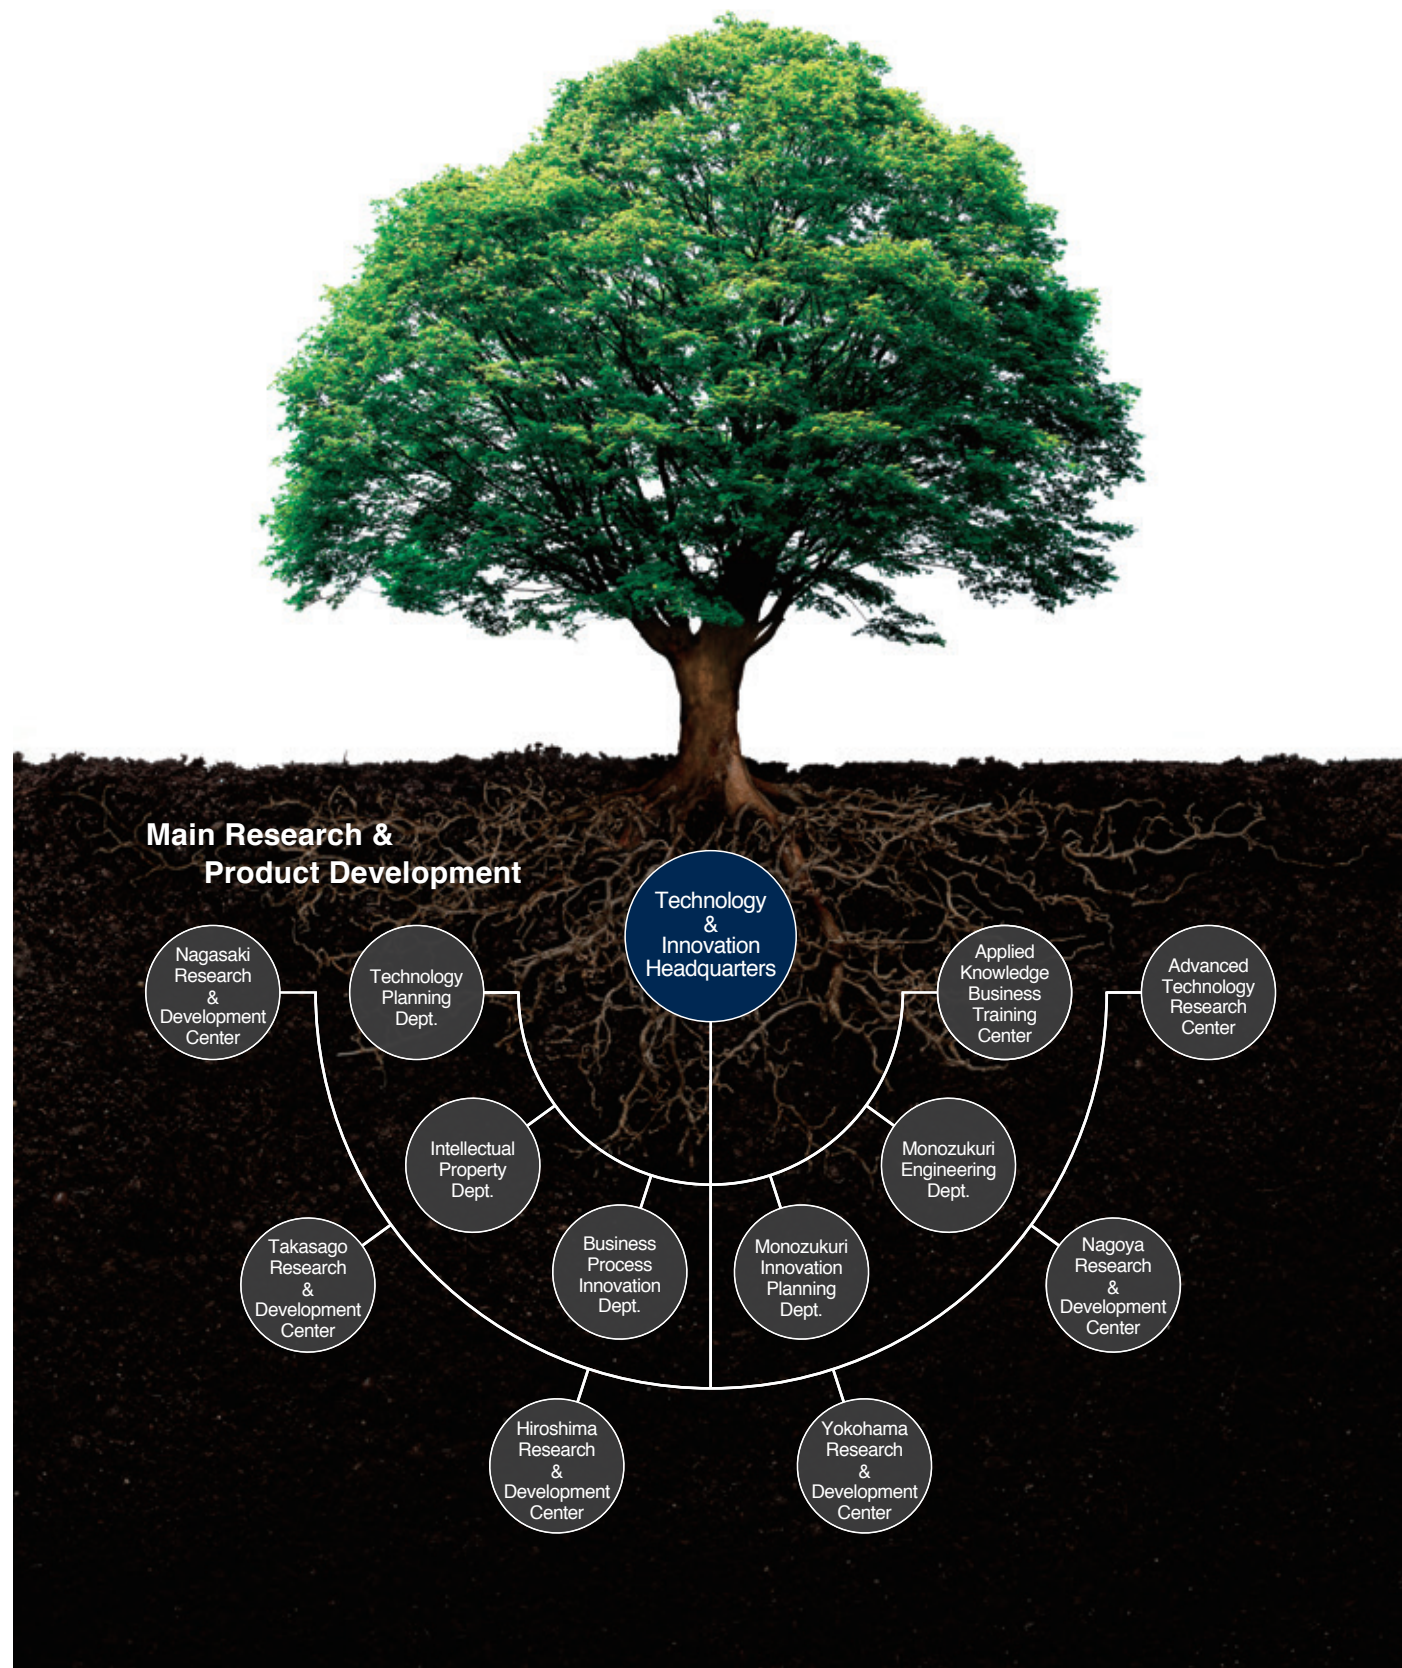 Main Research &
Product Development
Technology
&
Innovation
Headquarters
Nagasaki
Research
&
Development
Center
Technology
Planning
Dept.
Applied
Knowledge
Business
Training
Center
Advanced
Technology
Research
Center
Intellectual
Property
Dept.
Monozukuri
Engineering
Dept.
Takasago
Research
&
Development
Center
Business
Process
Innovation
Dept.
Monozukuri
Innovation
Planning
Dept.
Nagoya
Research
&
Development
Center
Hiroshima
Research
&
Development
Center
Yokohama
Research
&
Development
Center